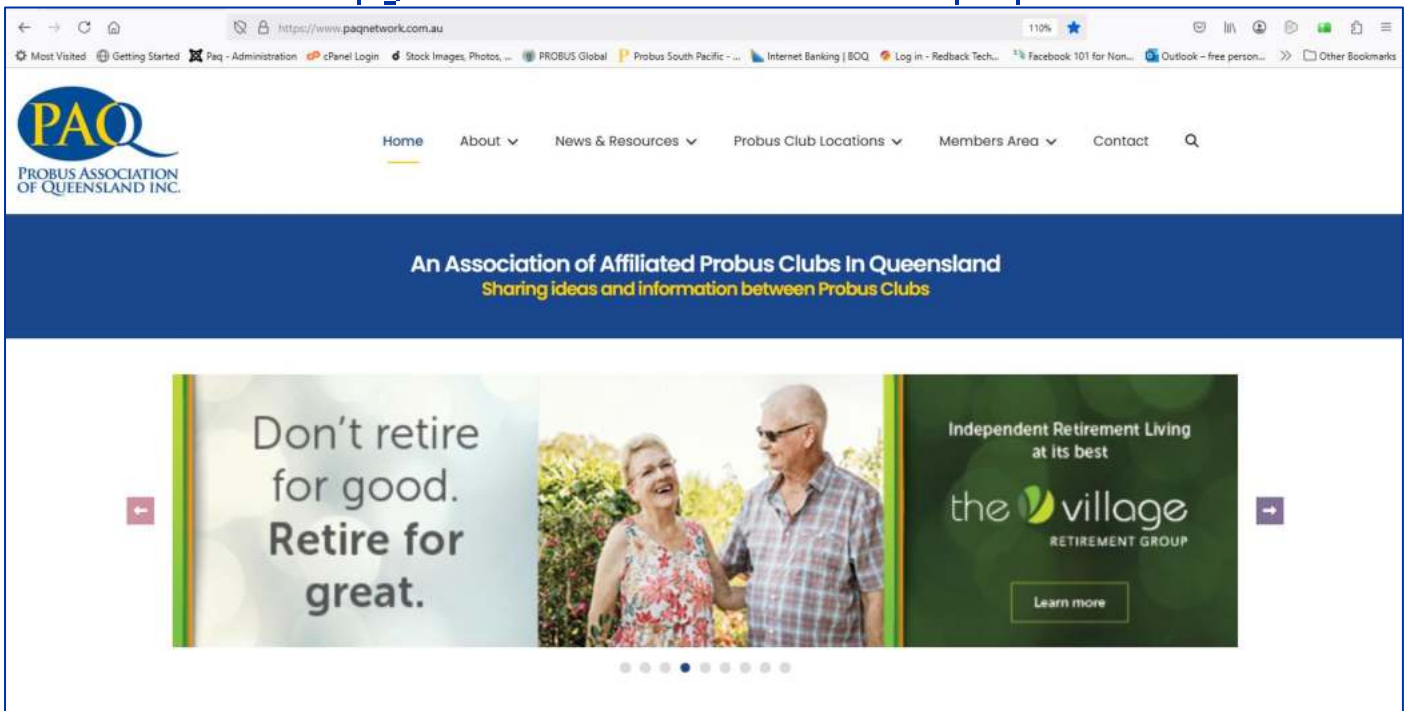 https://www.paqnetwork.com.au
110%
Most Visited Getting Started Paq - Administration cPanel Login Stock Images, Photos, ... PROBUS Global Probus South Pacific - ... Internet Banking | BOQ Log in - Redback Tech... Facebook 101 for Non... Outlook – free person... Other Bookmarks
PAQ
PROBUS ASSOCIATION
OF QUEENSLAND INC.
Home About News & Resources Probus Club Locations Members Area Contact
An Association of Affiliated Probus Clubs In Queensland
Sharing ideas and information between Probus Clubs
Don't retire
for good.
Retire for
great.
Independent Retirement Living
at its best
the village
RETIREMENT GROUP
Learn more